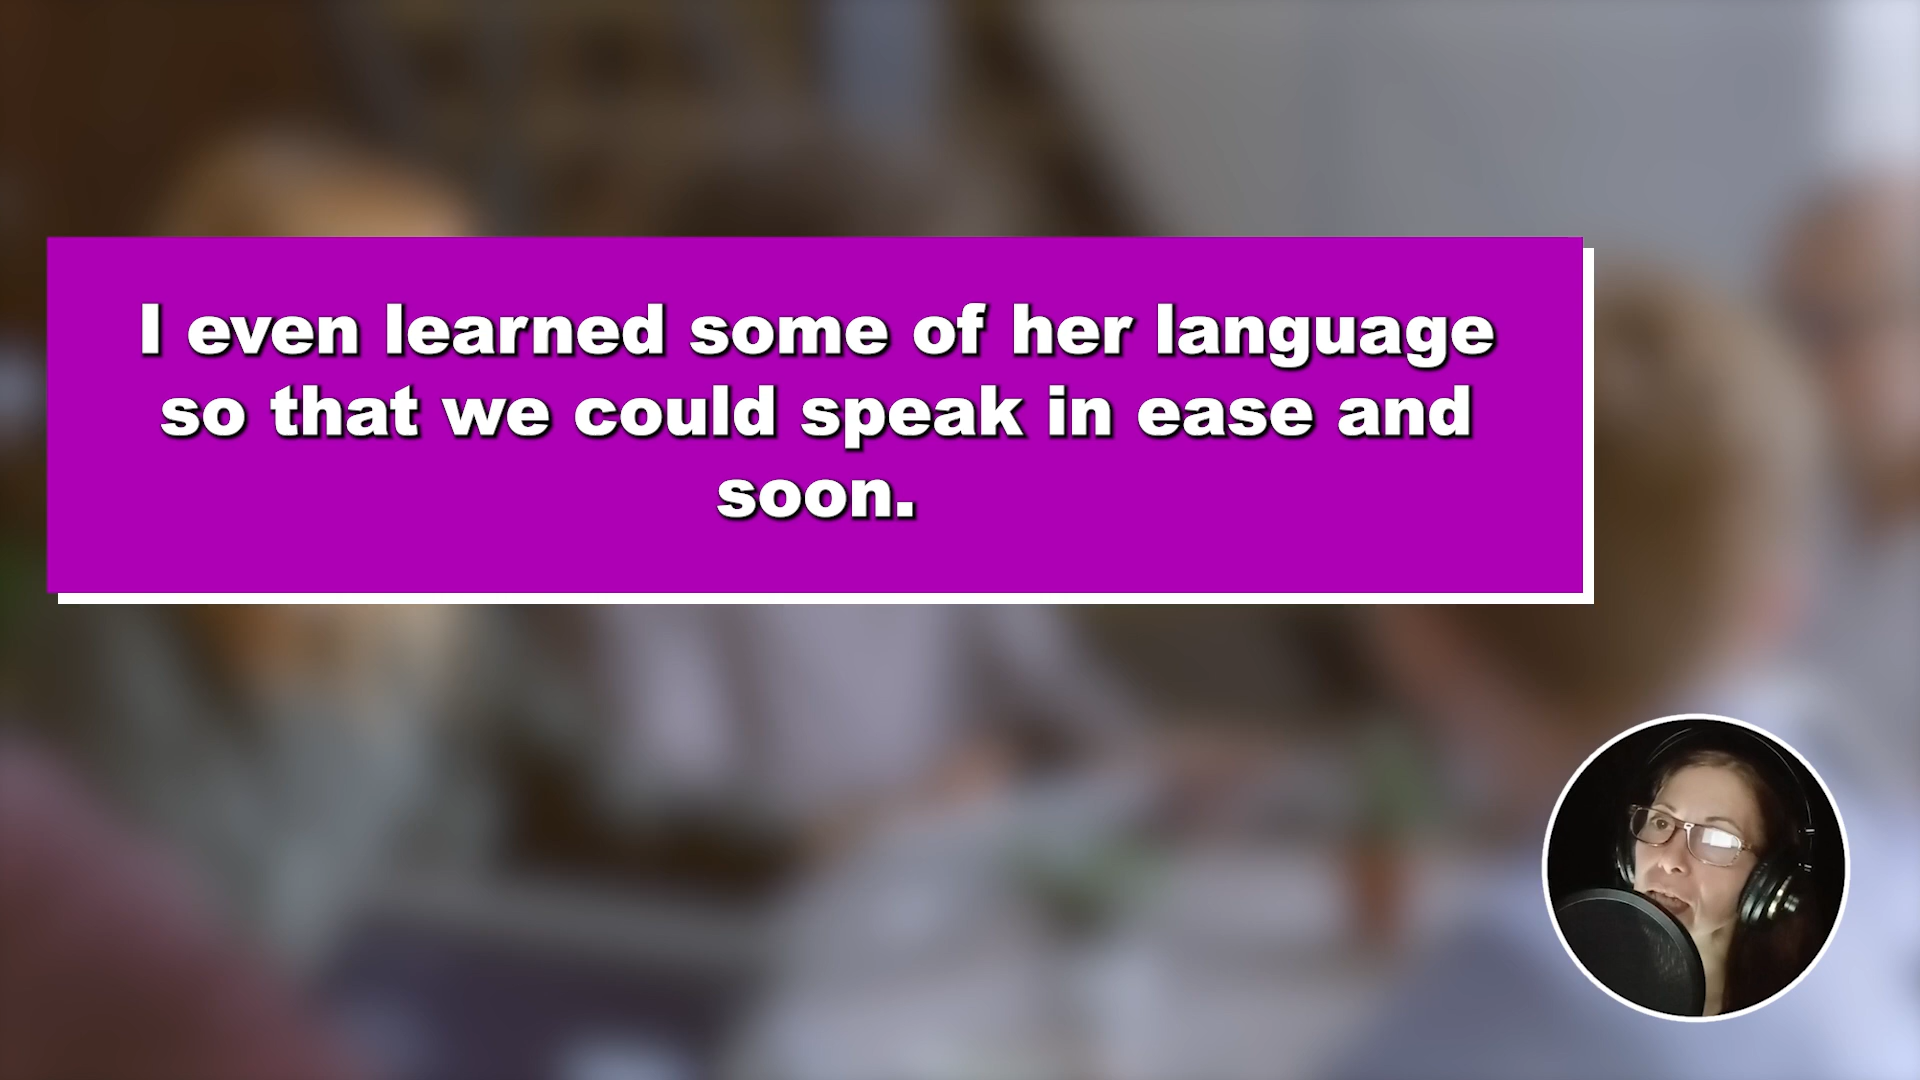 I even learned some of her language
so that we could speak in ease and
soon.